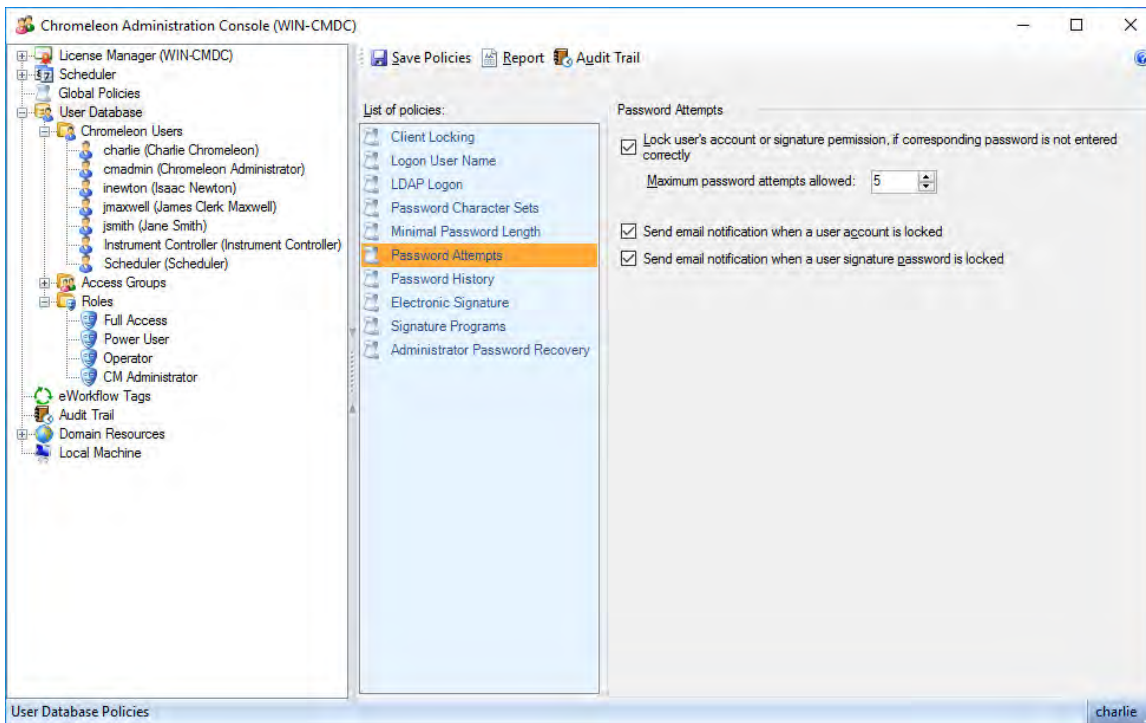 Chromeleon Administration Console (WIN-CMDC)
License Manager (WIN-CMDC)
Scheduler
Global Policies
User Database
Chromeleon Users
charlie (Charlie Chromeleon)
cmadmin (Chromeleon Administrator)
inewton (Isaac Newton)
jmaxwell (James Clerk Maxwell)
jsmith (Jane Smith)
Instrument Controller (Instrument Controller)
Scheduler (Scheduler)
Access Groups
Roles
Full Access
Power User
Operator
CM Administrator
eWorkflow Tags
Audit Trail
Domain Resources
Local Machine
Save Policies Report Audit Trail
List of policies:
Client Locking
Logon User Name
LDAP Logon
Password Character Sets
Minimal Password Length
Password Attempts
Password History
Electronic Signature
Signature Programs
Administrator Password Recovery
Password Attempts
Lock user's account or signature permission, if corresponding password is not entered
correctly
Maximum password attempts allowed: 5
Send email notification when a user account is locked
Send email notification when a user signature password is locked
User Database Policies
charlie